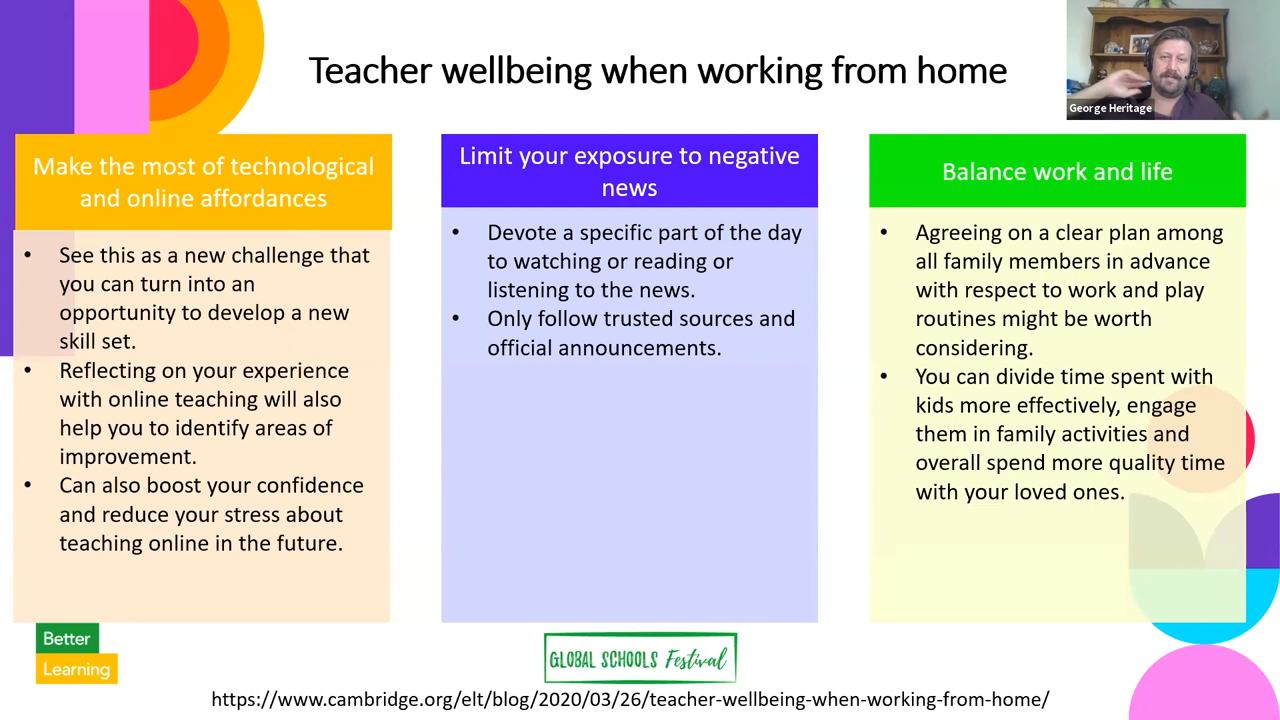 Teacher wellbeing when working from home
George Heritage
Make the most of technological
and online affordances
• See this as a new challenge that
you can turn into an
opportunity to develop a new
skill set.
• Reflecting on your experience
with online teaching will also
help you to identify areas of
improvement.
• Can also boost your confidence
and reduce your stress about
teaching online in the future.
Limit your exposure to negative
news
• Devote a specific part of the day
to watching or reading or
listening to the news.
• Only follow trusted sources and
official announcements.
Balance work and life
• Agreeing on a clear plan among
all family members in advance
with respect to work and play
routines might be worth
considering.
• You can divide time spent with
kids more effectively, engage
them in family activities and
overall spend more quality time
with your loved ones.
Better
Learning
GLOBAL SCHOOLS Festival
https://www.cambridge.org/elt/blog/2020/03/26/teacher-wellbeing-when-working-from-home/